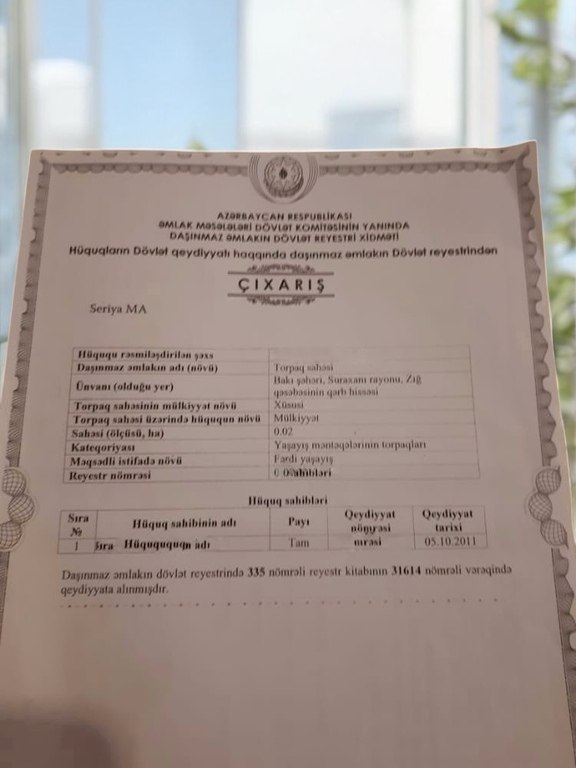 AZƏRBAYCAN RESPUBLİKASI
ƏMLAK MƏSƏLƏLƏRİ DÖVLƏT KOMİTƏSİNİN YANINDA
DAŞINMAZ ƏMLAKIN DÖVLƏT REYESTRİ XİDMƏTİ
Hüquqların Dövlət qeydiyyatı haqqında daşınmaz əmlakın Dövlət reyestrindən
ÇIXARIŞ
Seriya MA
Hüququ rəsmiləşdirilən şəxs
Daşınmaz əmlakın adı (növü) Torpaq sahəsi
Ünvanı (olduğu yer) Bakı şəhəri, Suraxanı rayonu, Zığ
qəsəbəsinin qərb hissəsi
Torpaq sahəsinin mülkiyyət növü Xüsusi
Torpaq sahəsi üzərində hüququn növü Mülkiyyət
Sahəsi (ölçüsü, ha) 0.02
Kateqoriyası Yaşayış məntəqələrinin torpaqları
Məqsədli istifadə növü Fərdi yaşayış
Reyestr nömrəsi
Hüquq sahibləri
Sıra № Hüquq sahibinin adı Payı Qeydiyyat nömrəsi Qeydiyyat tarixi
1 Sıra Hüquququqn adı Tam mrəsi 05.10.2011
Daşınmaz əmlakın dövlət reyestrində 335 nömrəli reyestr kitabının 31614 nömrəli vərəqində
qeydiyyata alınmışdır.